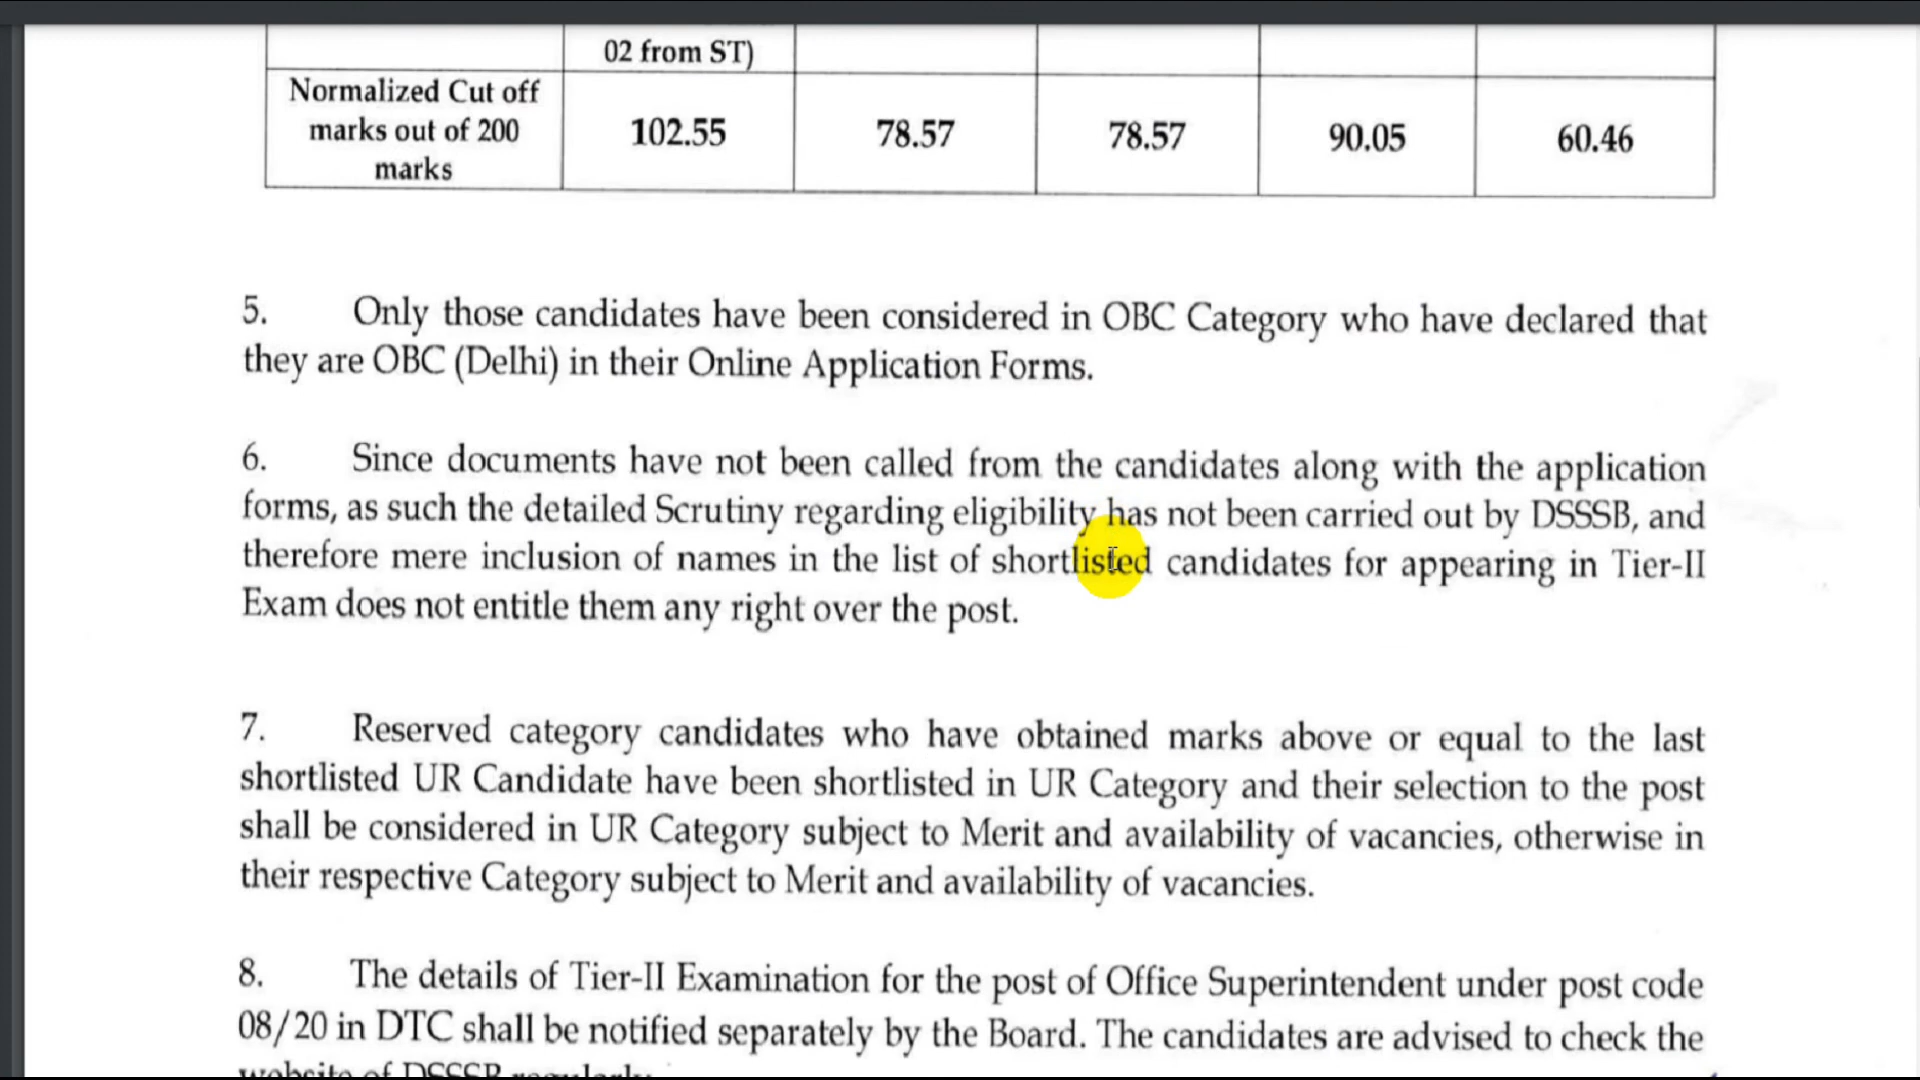 02 from ST)
Normalized Cut off
marks out of 200
marks
102.55
78.57
78.57
90.05
60.46
5. Only those candidates have been considered in OBC Category who have declared that
they are OBC (Delhi) in their Online Application Forms.
6. Since documents have not been called from the candidates along with the application
forms, as such the detailed Scrutiny regarding eligibility has not been carried out by DSSSB, and
therefore mere inclusion of names in the list of shortlisted candidates for appearing in Tier-II
Exam does not entitle them any right over the post.
7. Reserved category candidates who have obtained marks above or equal to the last
shortlisted UR Candidate have been shortlisted in UR Category and their selection to the post
shall be considered in UR Category subject to Merit and availability of vacancies, otherwise in
their respective Category subject to Merit and availability of vacancies.
8. The details of Tier-II Examination for the post of Office Superintendent under post code
08/20 in DTC shall be notified separately by the Board. The candidates are advised to check the
website of DSSSB regularly.